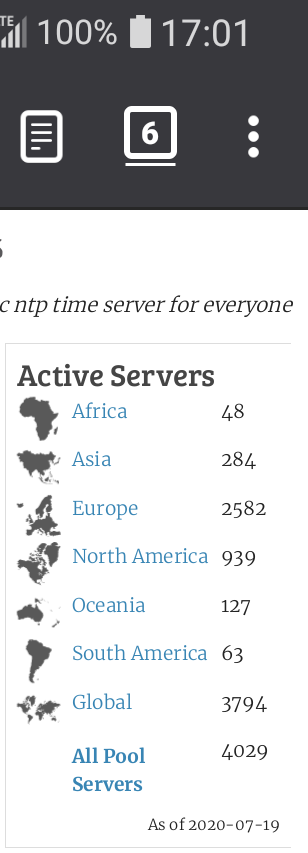 TE 100% 17:01
6
c ntp time server for everyone
Active Servers
Africa 48
Asia 284
Europe 2582
North America 939
Oceania 127
South America 63
Global 3794
All Pool 4029
Servers
As of 2020-07-19